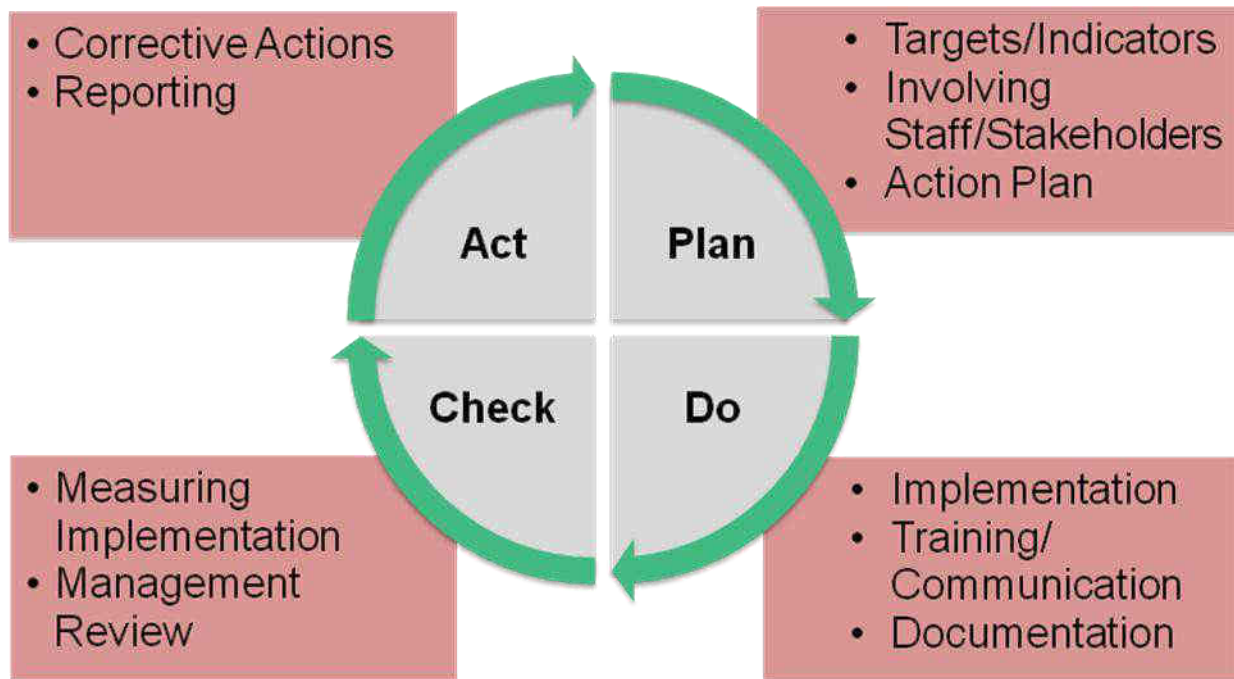 • Corrective Actions
• Reporting
• Targets/Indicators
• Involving
Staff/Stakeholders
• Action Plan
Act
Plan
Check
Do
• Measuring
Implementation
• Management
Review
• Implementation
• Training/
Communication
• Documentation